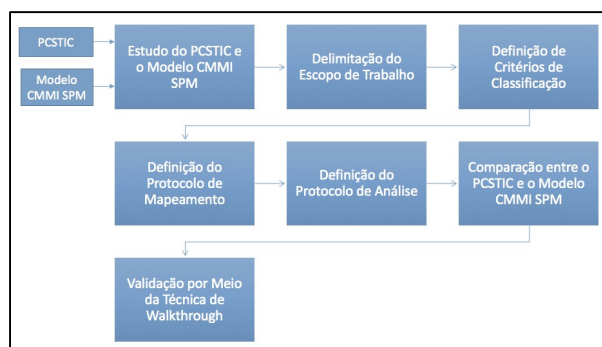 PCSTIC
Modelo
CMMI SPM
Estudo do PCSTIC e
o Modelo CMMI
SPM
Delimitação do
Escopo de Trabalho
Definição de
Critérios de
Classificação
Definição do
Protocolo de
Mapeamento
Definição do
Protocolo de Análise
Comparação entre o
PCSTIC e o Modelo
CMMI SPM
Validação por Meio
da Técnica de
Walkthrough